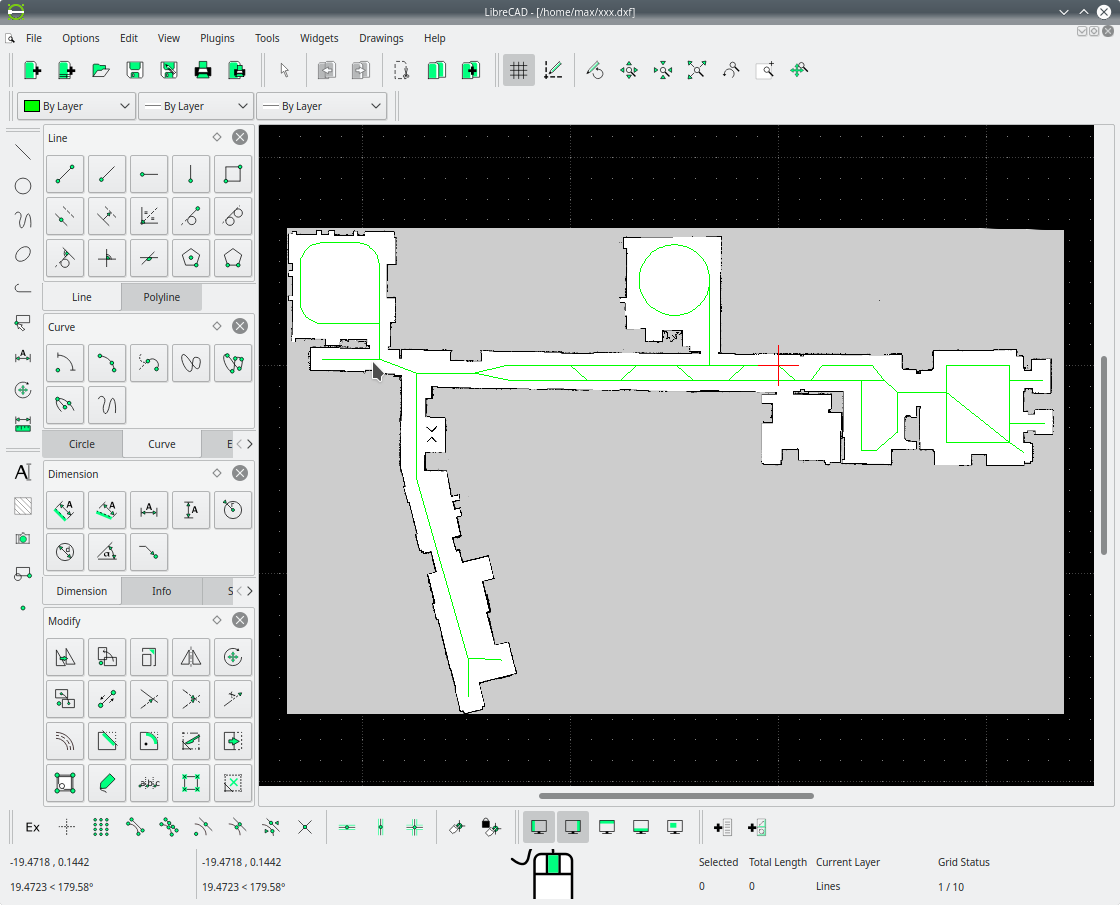 LibreCAD - [/home/max/xxx.dxf]
File Options Edit View Plugins Tools Widgets Drawings Help
By Layer By Layer By Layer
Line
Line Polyline
Curve
Circle Curve E
Dimension
Dimension Info S
Modify
Ex
-19.4718 , 0.1442 -19.4718 , 0.1442 Selected Total Length Current Layer Grid Status
19.4723 < 179.58° 19.4723 < 179.58° 0 0 Lines 1 / 10